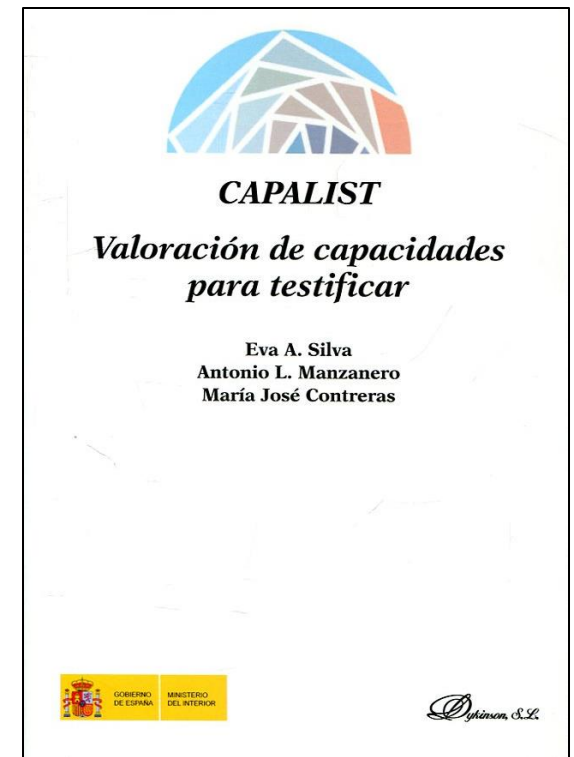 CAPALIST
Valoración de capacidades
para testificar
Eva A. Silva
Antonio L. Manzanero
María José Contreras
GOBIERNO
DE ESPAÑA
MINISTERIO
DEL INTERIOR
Dykinson, S.L.